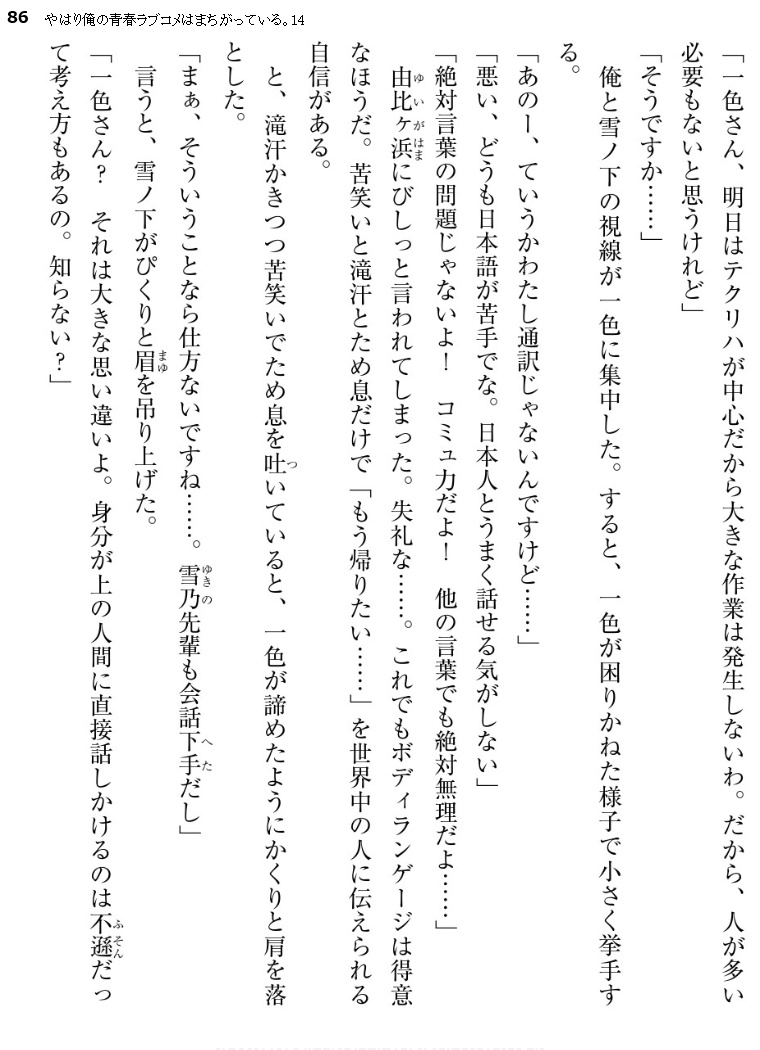 86 やはり俺の青春ラブコメはまちがっている。14
「一色さん、明日はテクリハが中心だから大きな作業は発生しないわ。だから、人が多い
必要もないと思うけれど」
「そうですか……」
　俺と雪ノ下の視線が一色に集中した。すると、一色が困りかねた様子で小さく挙手す
る。
「あのー、ていうかわたし通訳じゃないんですけど……」
「悪い、どうも日本語が苦手でな。日本人とうまく話せる気がしない」
「絶対言葉の問題じゃないよ！　コミュ力だよ！　他の言葉でも絶対無理だよ……」
　由比ヶ浜にびしっと言われてしまった。失礼な……。これでもボディランゲージは得意
なほうだ。苦笑いと滝汗とため息だけで「もう帰りたい……」を世界中の人に伝えられる
自信がある。
　と、滝汗かきつつ苦笑いでため息を吐いていると、一色が諦めたようにかくりと肩を落
とした。
「まぁ、そういうことなら仕方ないですね……。雪乃先輩も会話下手だし」
　言うと、雪ノ下がぴくりと眉を吊り上げた。
「一色さん？　それは大きな思い違いよ。身分が上の人間に直接話しかけるのは不遜だっ
て考え方もあるの。知らない？」